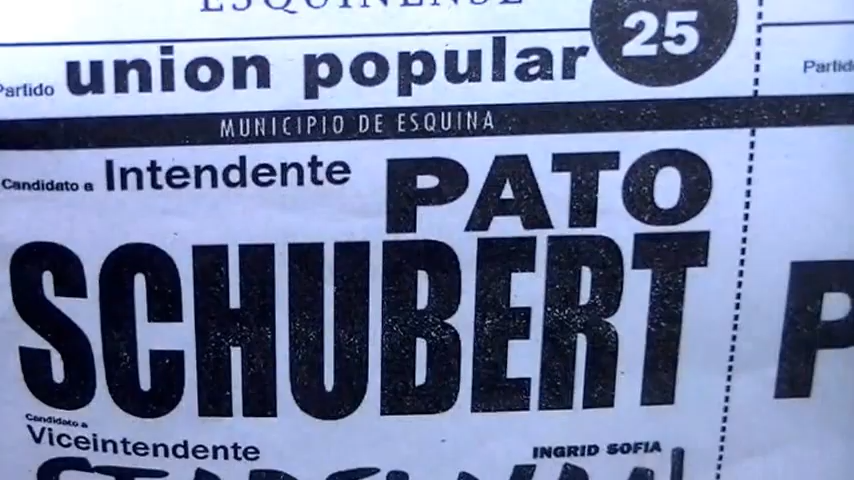 ESQUINENSE
Partido union popular 25
Partido
MUNICIPIO DE ESQUINA
Candidato a Intendente PATO
SCHUBERT
P
Candidato a
Viceintendente
INGRID SOFIA